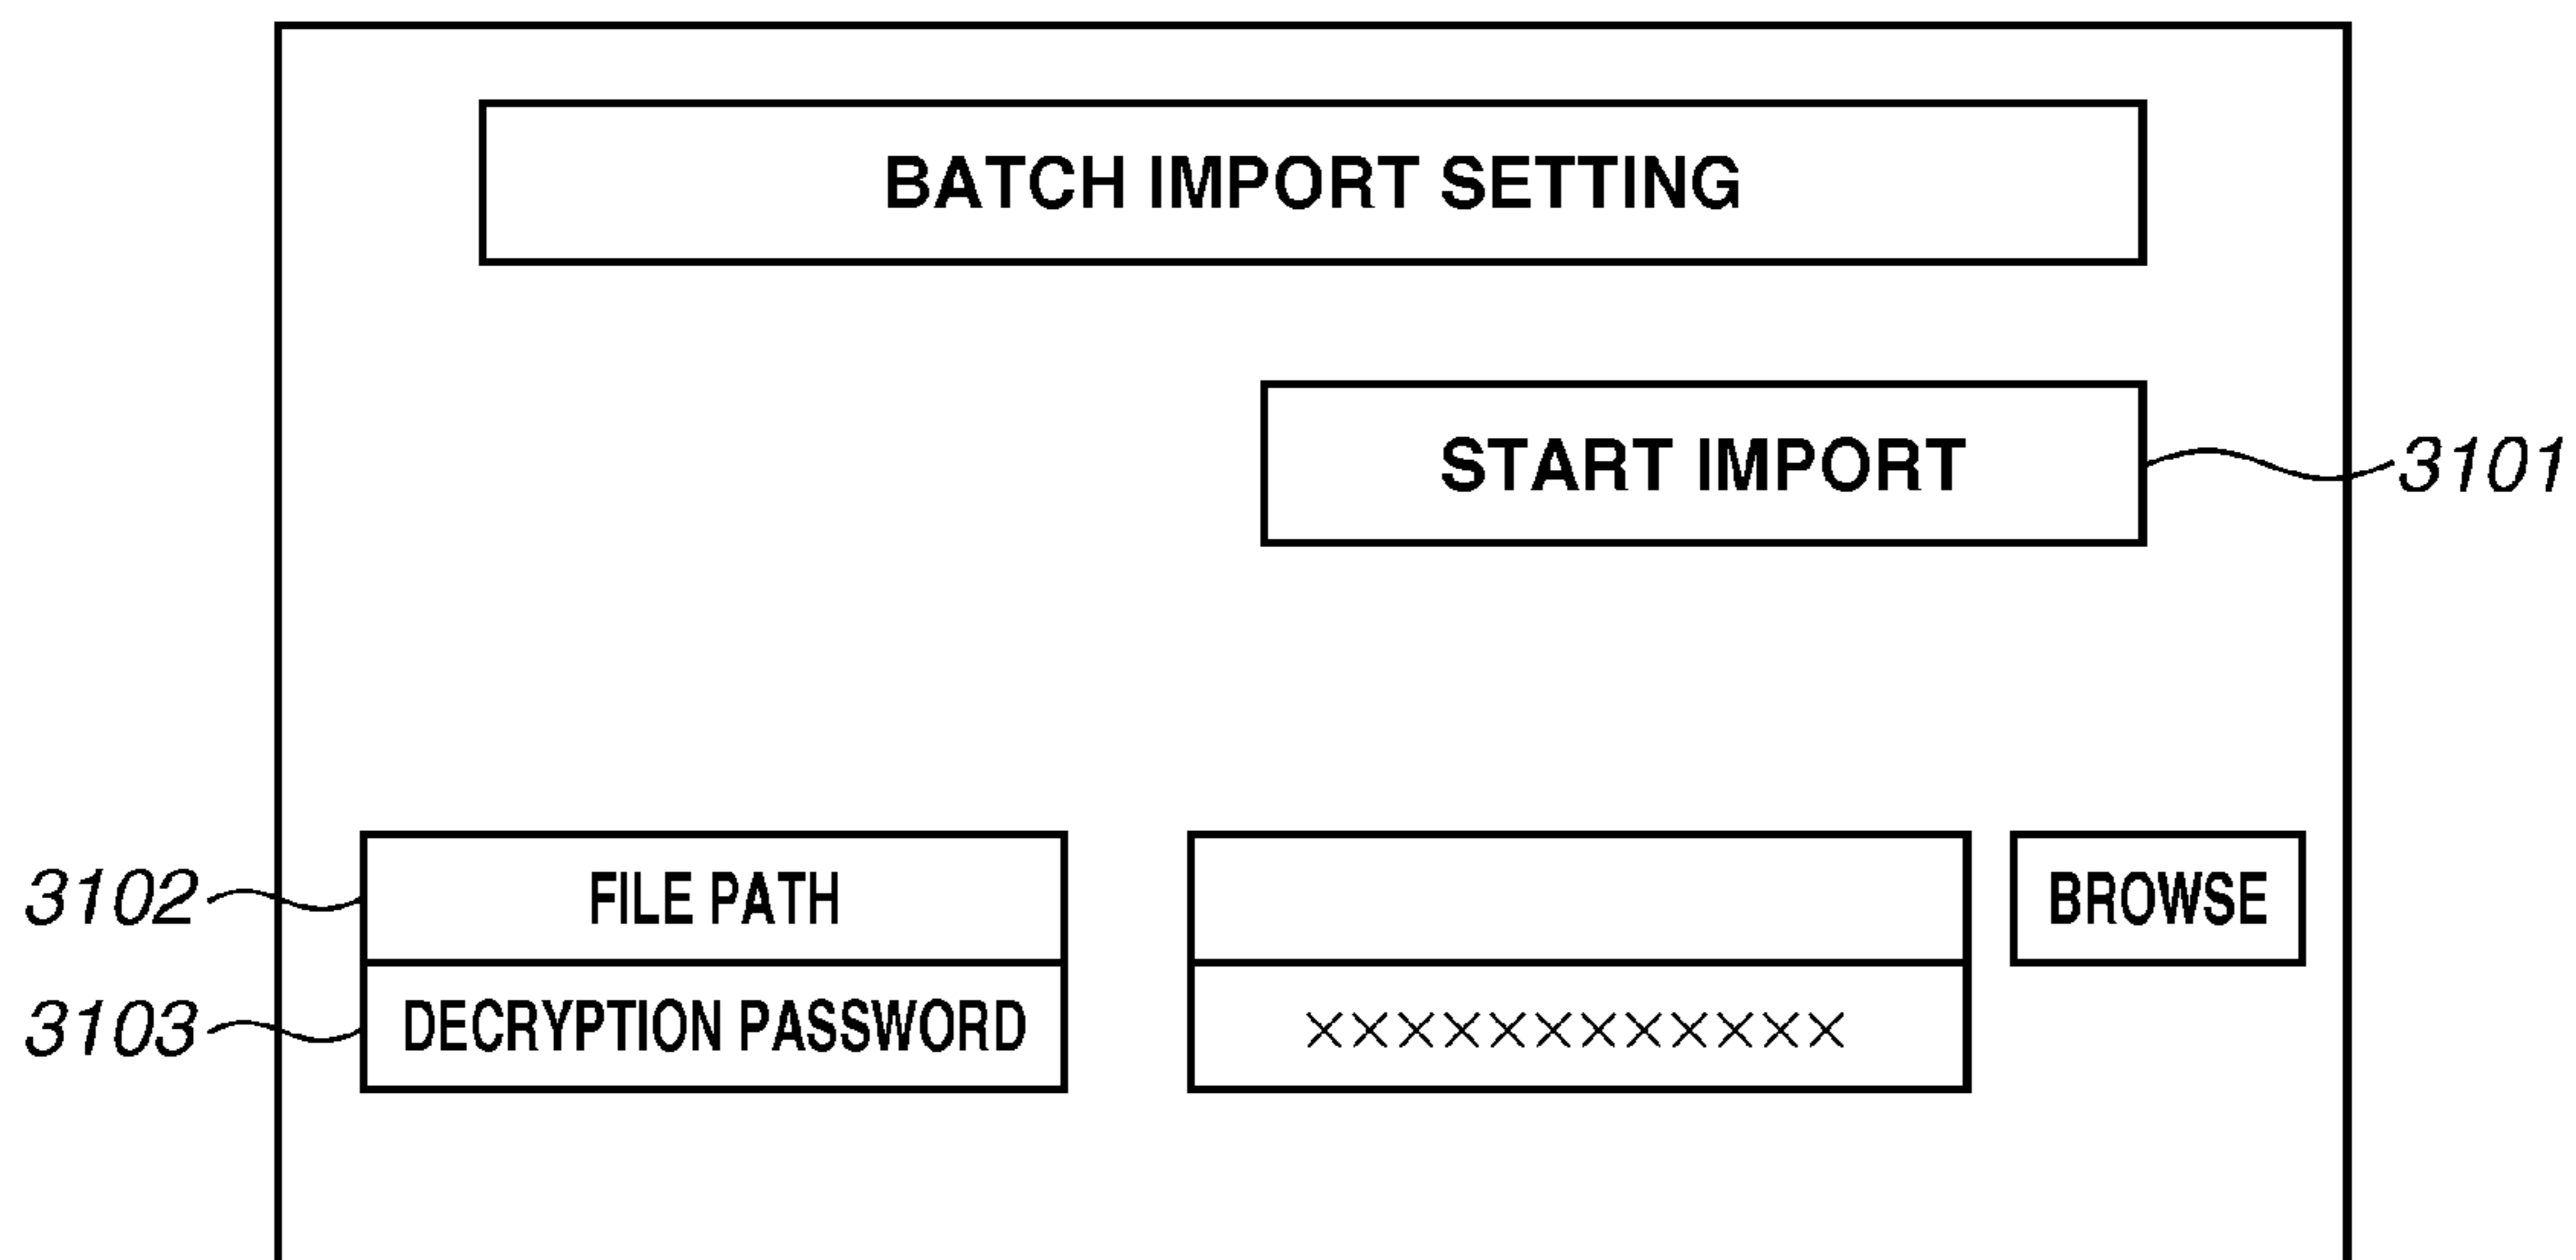 BATCH IMPORT SETTING
START IMPORT 3101
3102 FILE PATH BROWSE
3103 DECRYPTION PASSWORD ××××××××××××